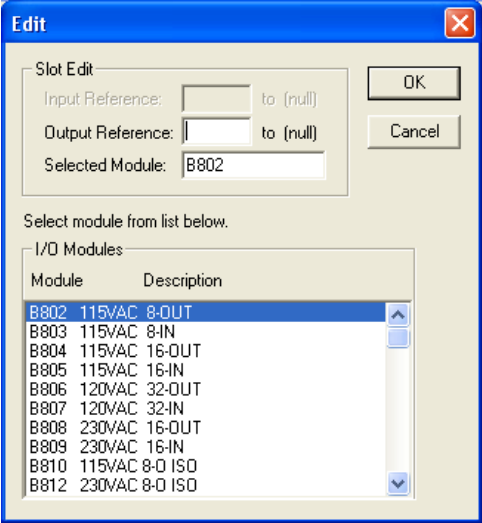 Edit
Slot Edit
Input Reference: to (null)
Output Reference: to (null)
Selected Module: B802
OK
Cancel
Select module from list below.
I/O Modules
Module Description
B802 115VAC 8-OUT
B803 115VAC 8-IN
B804 115VAC 16-OUT
B805 115VAC 16-IN
B806 120VAC 32-OUT
B807 120VAC 32-IN
B808 230VAC 16-OUT
B809 230VAC 16-IN
B810 115VAC 8-O ISO
B812 230VAC 8-O ISO